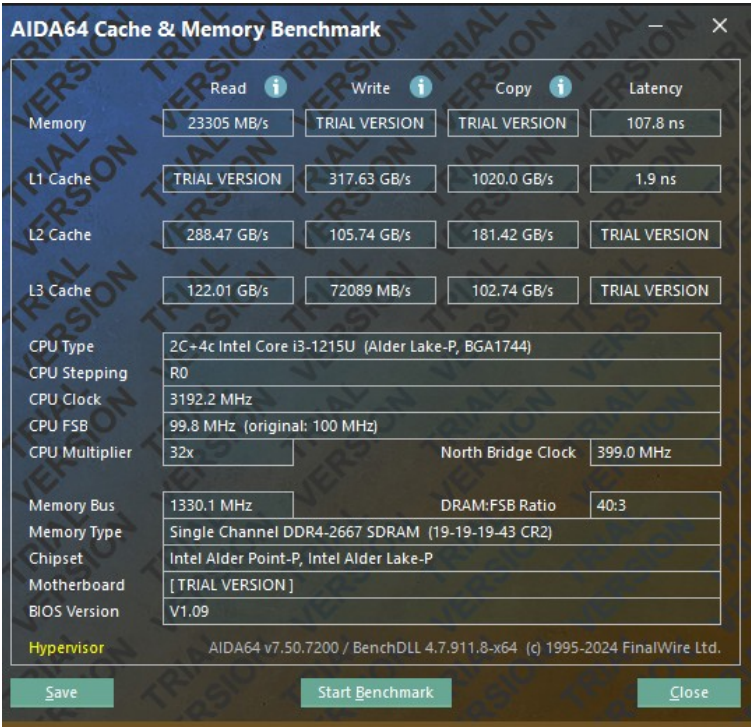 AIDA64 Cache & Memory Benchmark
Read Write Copy Latency
Memory 23305 MB/s TRIAL VERSION TRIAL VERSION 107.8 ns
L1 Cache TRIAL VERSION 317.63 GB/s 1020.0 GB/s 1.9 ns
L2 Cache 288.47 GB/s 105.74 GB/s 181.42 GB/s TRIAL VERSION
L3 Cache 122.01 GB/s 72089 MB/s 102.74 GB/s TRIAL VERSION
CPU Type 2C+4c Intel Core i3-1215U (Alder Lake-P, BGA1744)
CPU Stepping R0
CPU Clock 3192.2 MHz
CPU FSB 99.8 MHz (original: 100 MHz)
CPU Multiplier 32x North Bridge Clock 399.0 MHz
Memory Bus 1330.1 MHz DRAM:FSB Ratio 40:3
Memory Type Single Channel DDR4-2667 SDRAM (19-19-19-43 CR2)
Chipset Intel Alder Point-P, Intel Alder Lake-P
Motherboard [ TRIAL VERSION ]
BIOS Version V1.09
Hypervisor AIDA64 v7.50.7200 / BenchDLL 4.7.911.8-x64 (c) 1995-2024 FinalWire Ltd.
Save Start Benchmark Close